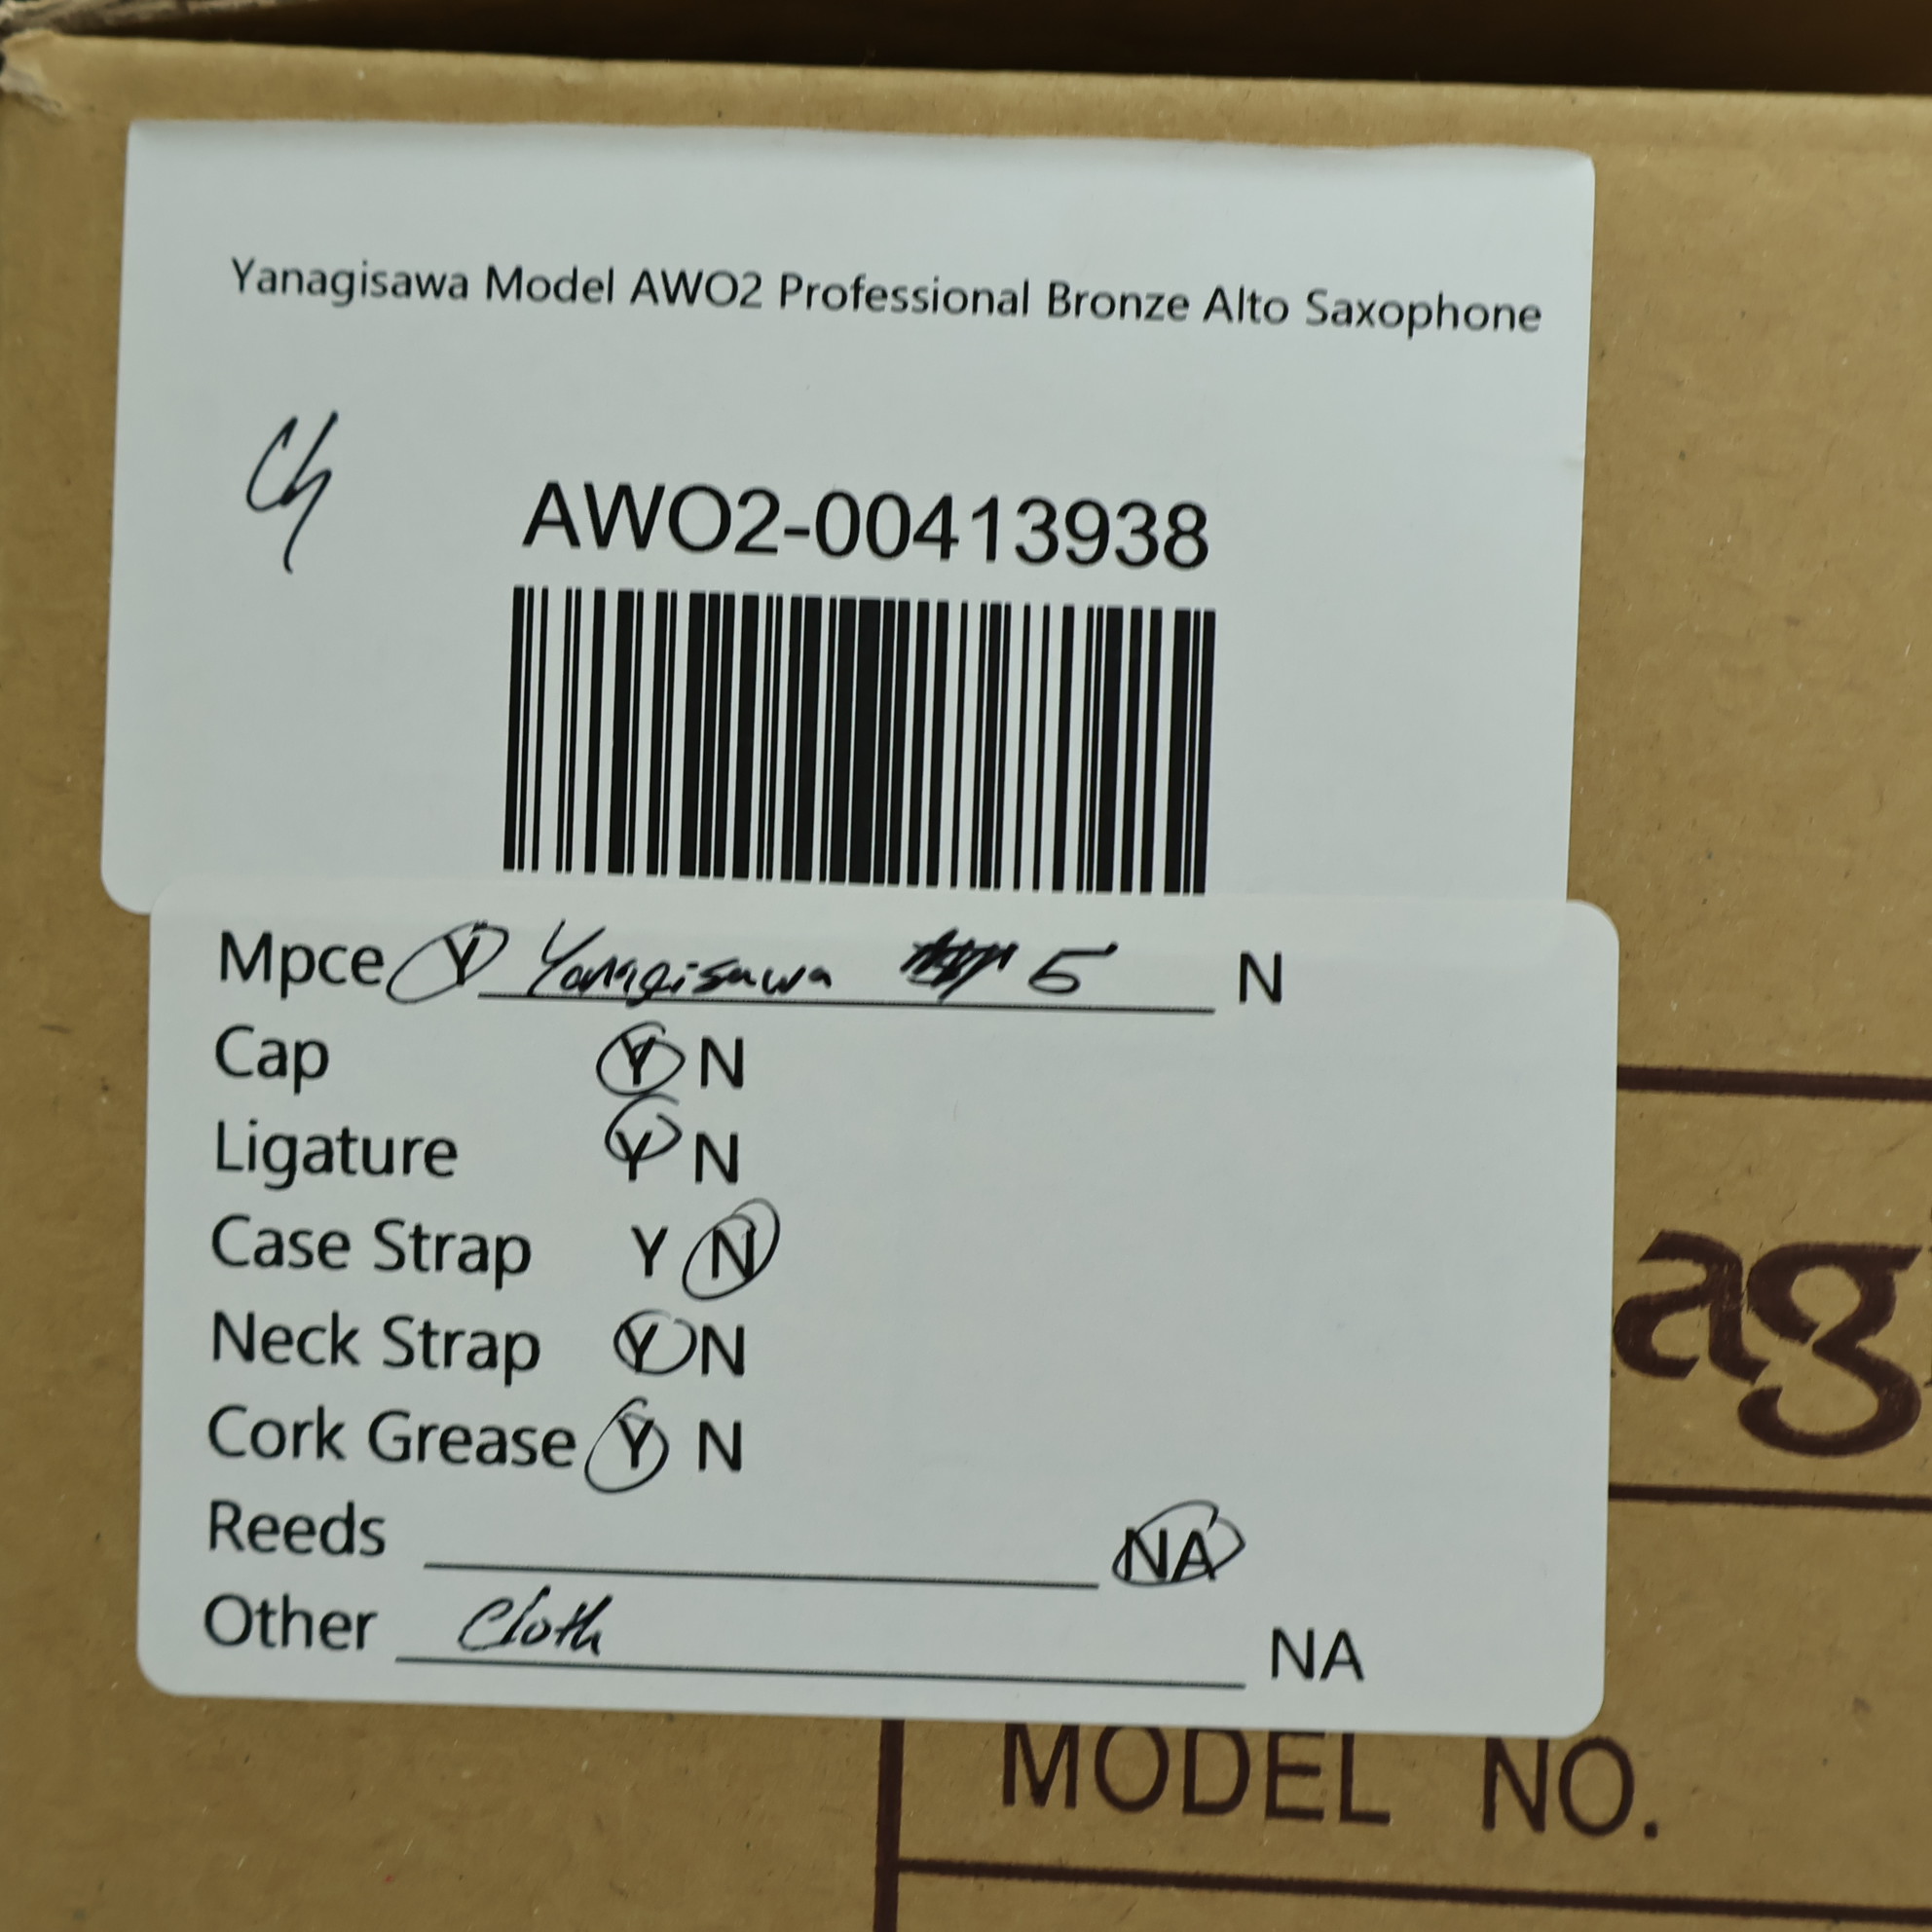 Yanagisawa Model AWO2 Professional Bronze Alto Saxophone
AWO2-00413938
Mpce Y Yanagisawa 5 N
Cap Y N
Ligature Y N
Case Strap Y N
Neck Strap Y N
Cork Grease Y N
Reeds NA
Other Cloth NA
ag
MODEL NO.